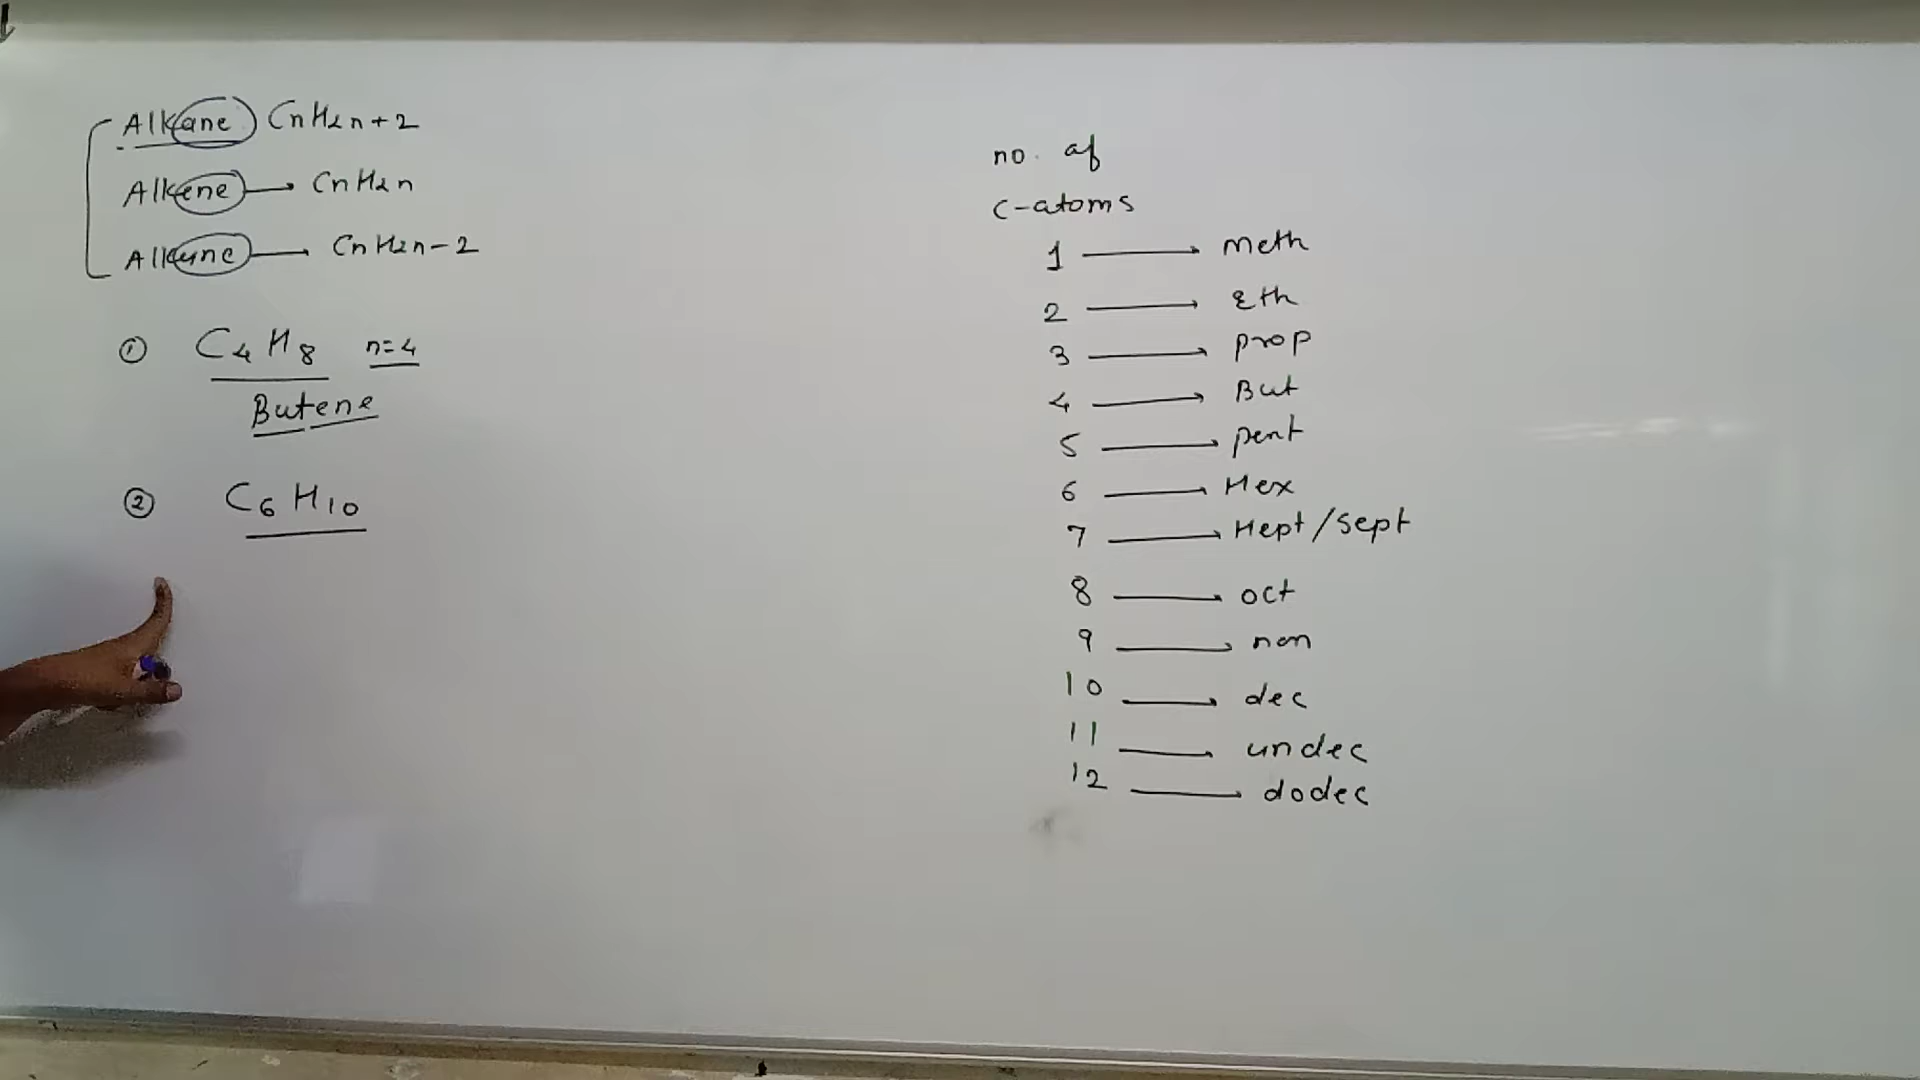 Alkane CnH2n+2
Alkene → CnH2n
Alkyne — CnH2n-2
① C4H8 n=4
Butene
② C6H10
no. of
C-atoms
1 → meth
2 → Eth
3 → prop
4 → But
5 → pent
6 → Hex
7 → Hept/Sept
8 → oct
9 → non
10 → dec
11 — undec
12 → dodec